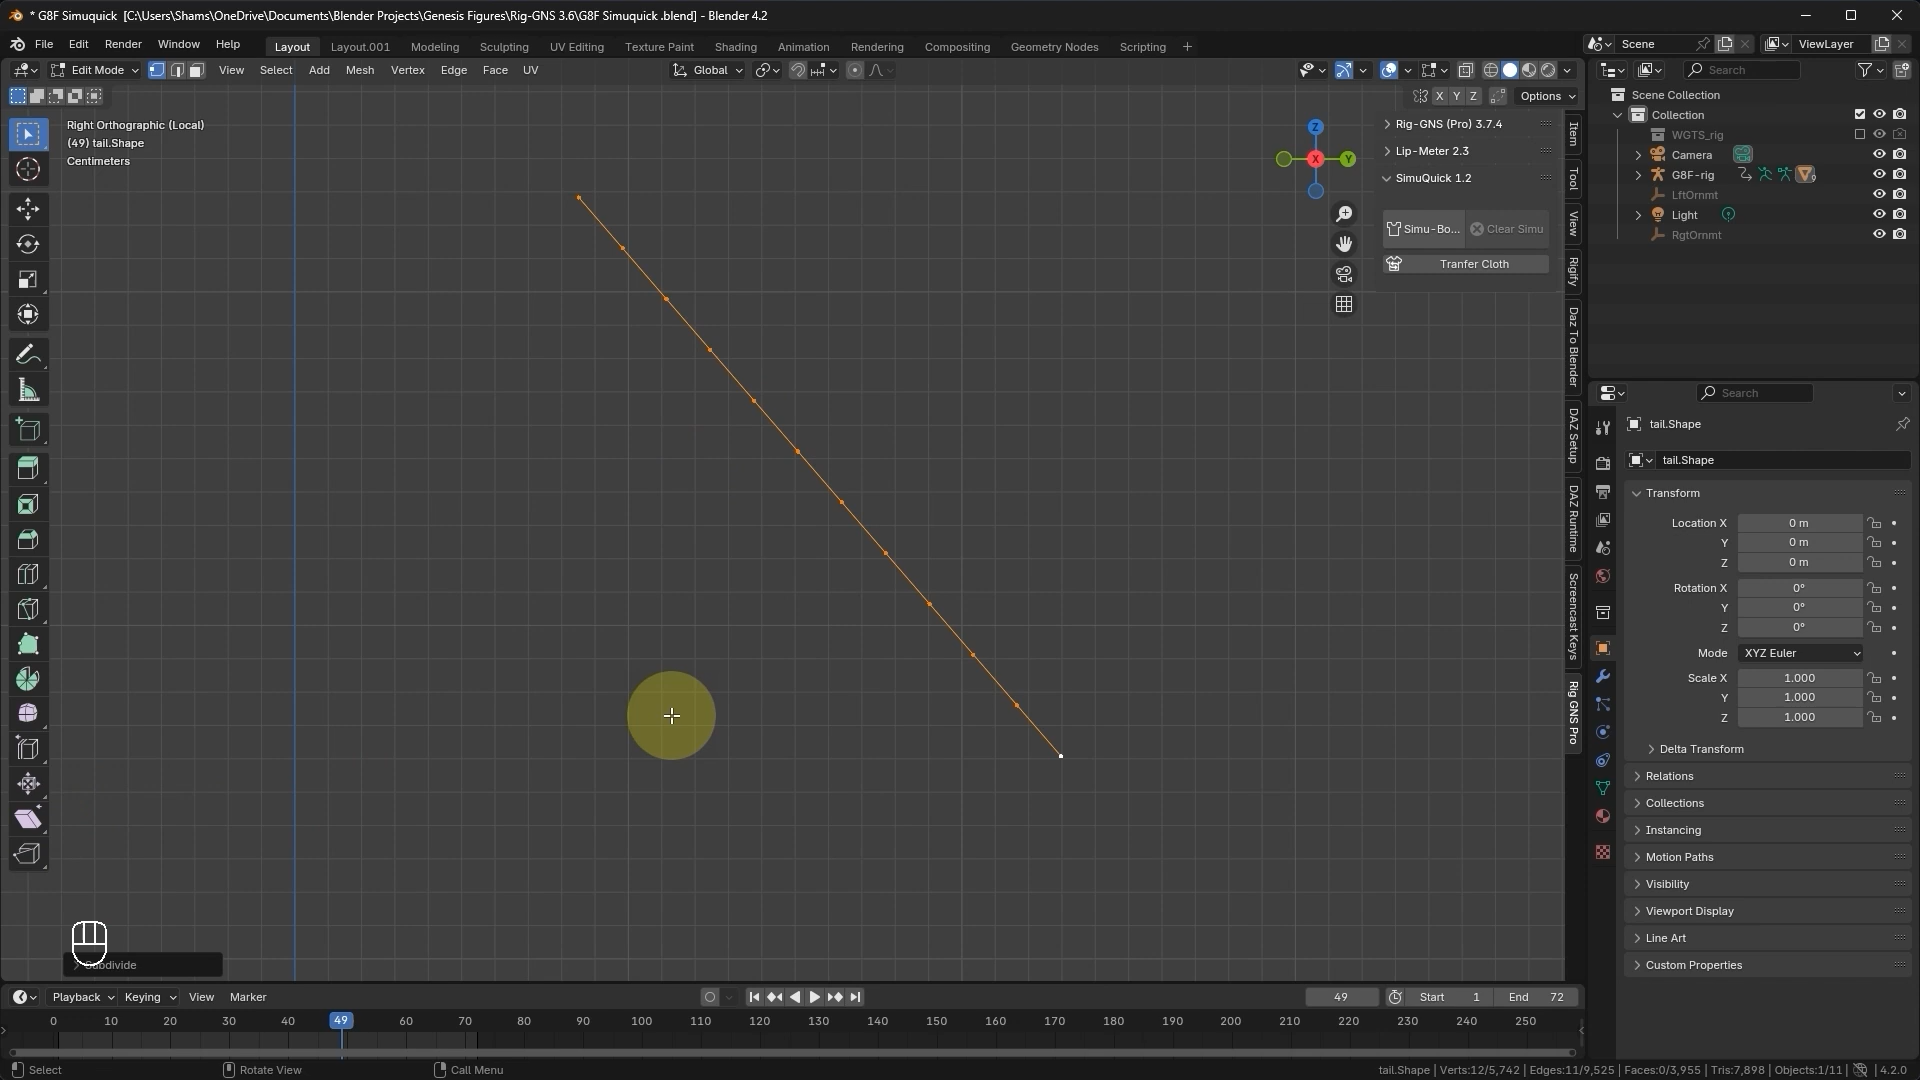 * G8F Simuquick [C:\Users\Shams\OneDrive\Documents\Blender Projects\Genesis Figures\Rig-GNS 3.6\G8F Simuquick .blend] - Blender 4.2
File Edit Render Window Help
Layout Layout.001 Modeling Sculpting UV Editing Texture Paint Shading Animation Rendering Compositing Geometry Nodes Scripting +
Scene
ViewLayer
Edit Mode View Select Add Mesh Vertex Edge Face UV
Global
Search
X Y Z Options
Right Orthographic (Local)
(49) tail.Shape
Centimeters
Z
X
Y
Rig-GNS (Pro) 3.7.4
Lip-Meter 2.3
SimuQuick 1.2
Simu-Bo...
Clear Simu
Tranfer Cloth
Item
Tool
View
Rigify
Daz To Blender
DAZ Setup
DAZ Runtime
Screencast Keys
Rig GNS Pro
Scene Collection
Collection
WGTS_rig
Camera
G8F-rig
9
LftOrnmt
Light
RgtOrnmt
Search
tail.Shape
tail.Shape
Transform
Location X 0 m
Y 0 m
Z 0 m
Rotation X 0°
Y 0°
Z 0°
Mode XYZ Euler
Scale X 1.000
Y 1.000
Z 1.000
Delta Transform
Relations
Collections
Instancing
Motion Paths
Visibility
Viewport Display
Line Art
Custom Properties
Subdivide
Playback Keying View Marker
49
Start 1
End 72
0 10 20 30 40 49 60 70 80 90 100 110 120 130 140 150 160 170 180 190 200 210 220 230 240 250
Select
Rotate View
Call Menu
tail.Shape | Verts:12/5,742 | Edges:11/9,525 | Faces:0/3,955 | Tris:7,898 | Objects:1/11 | 4.2.0